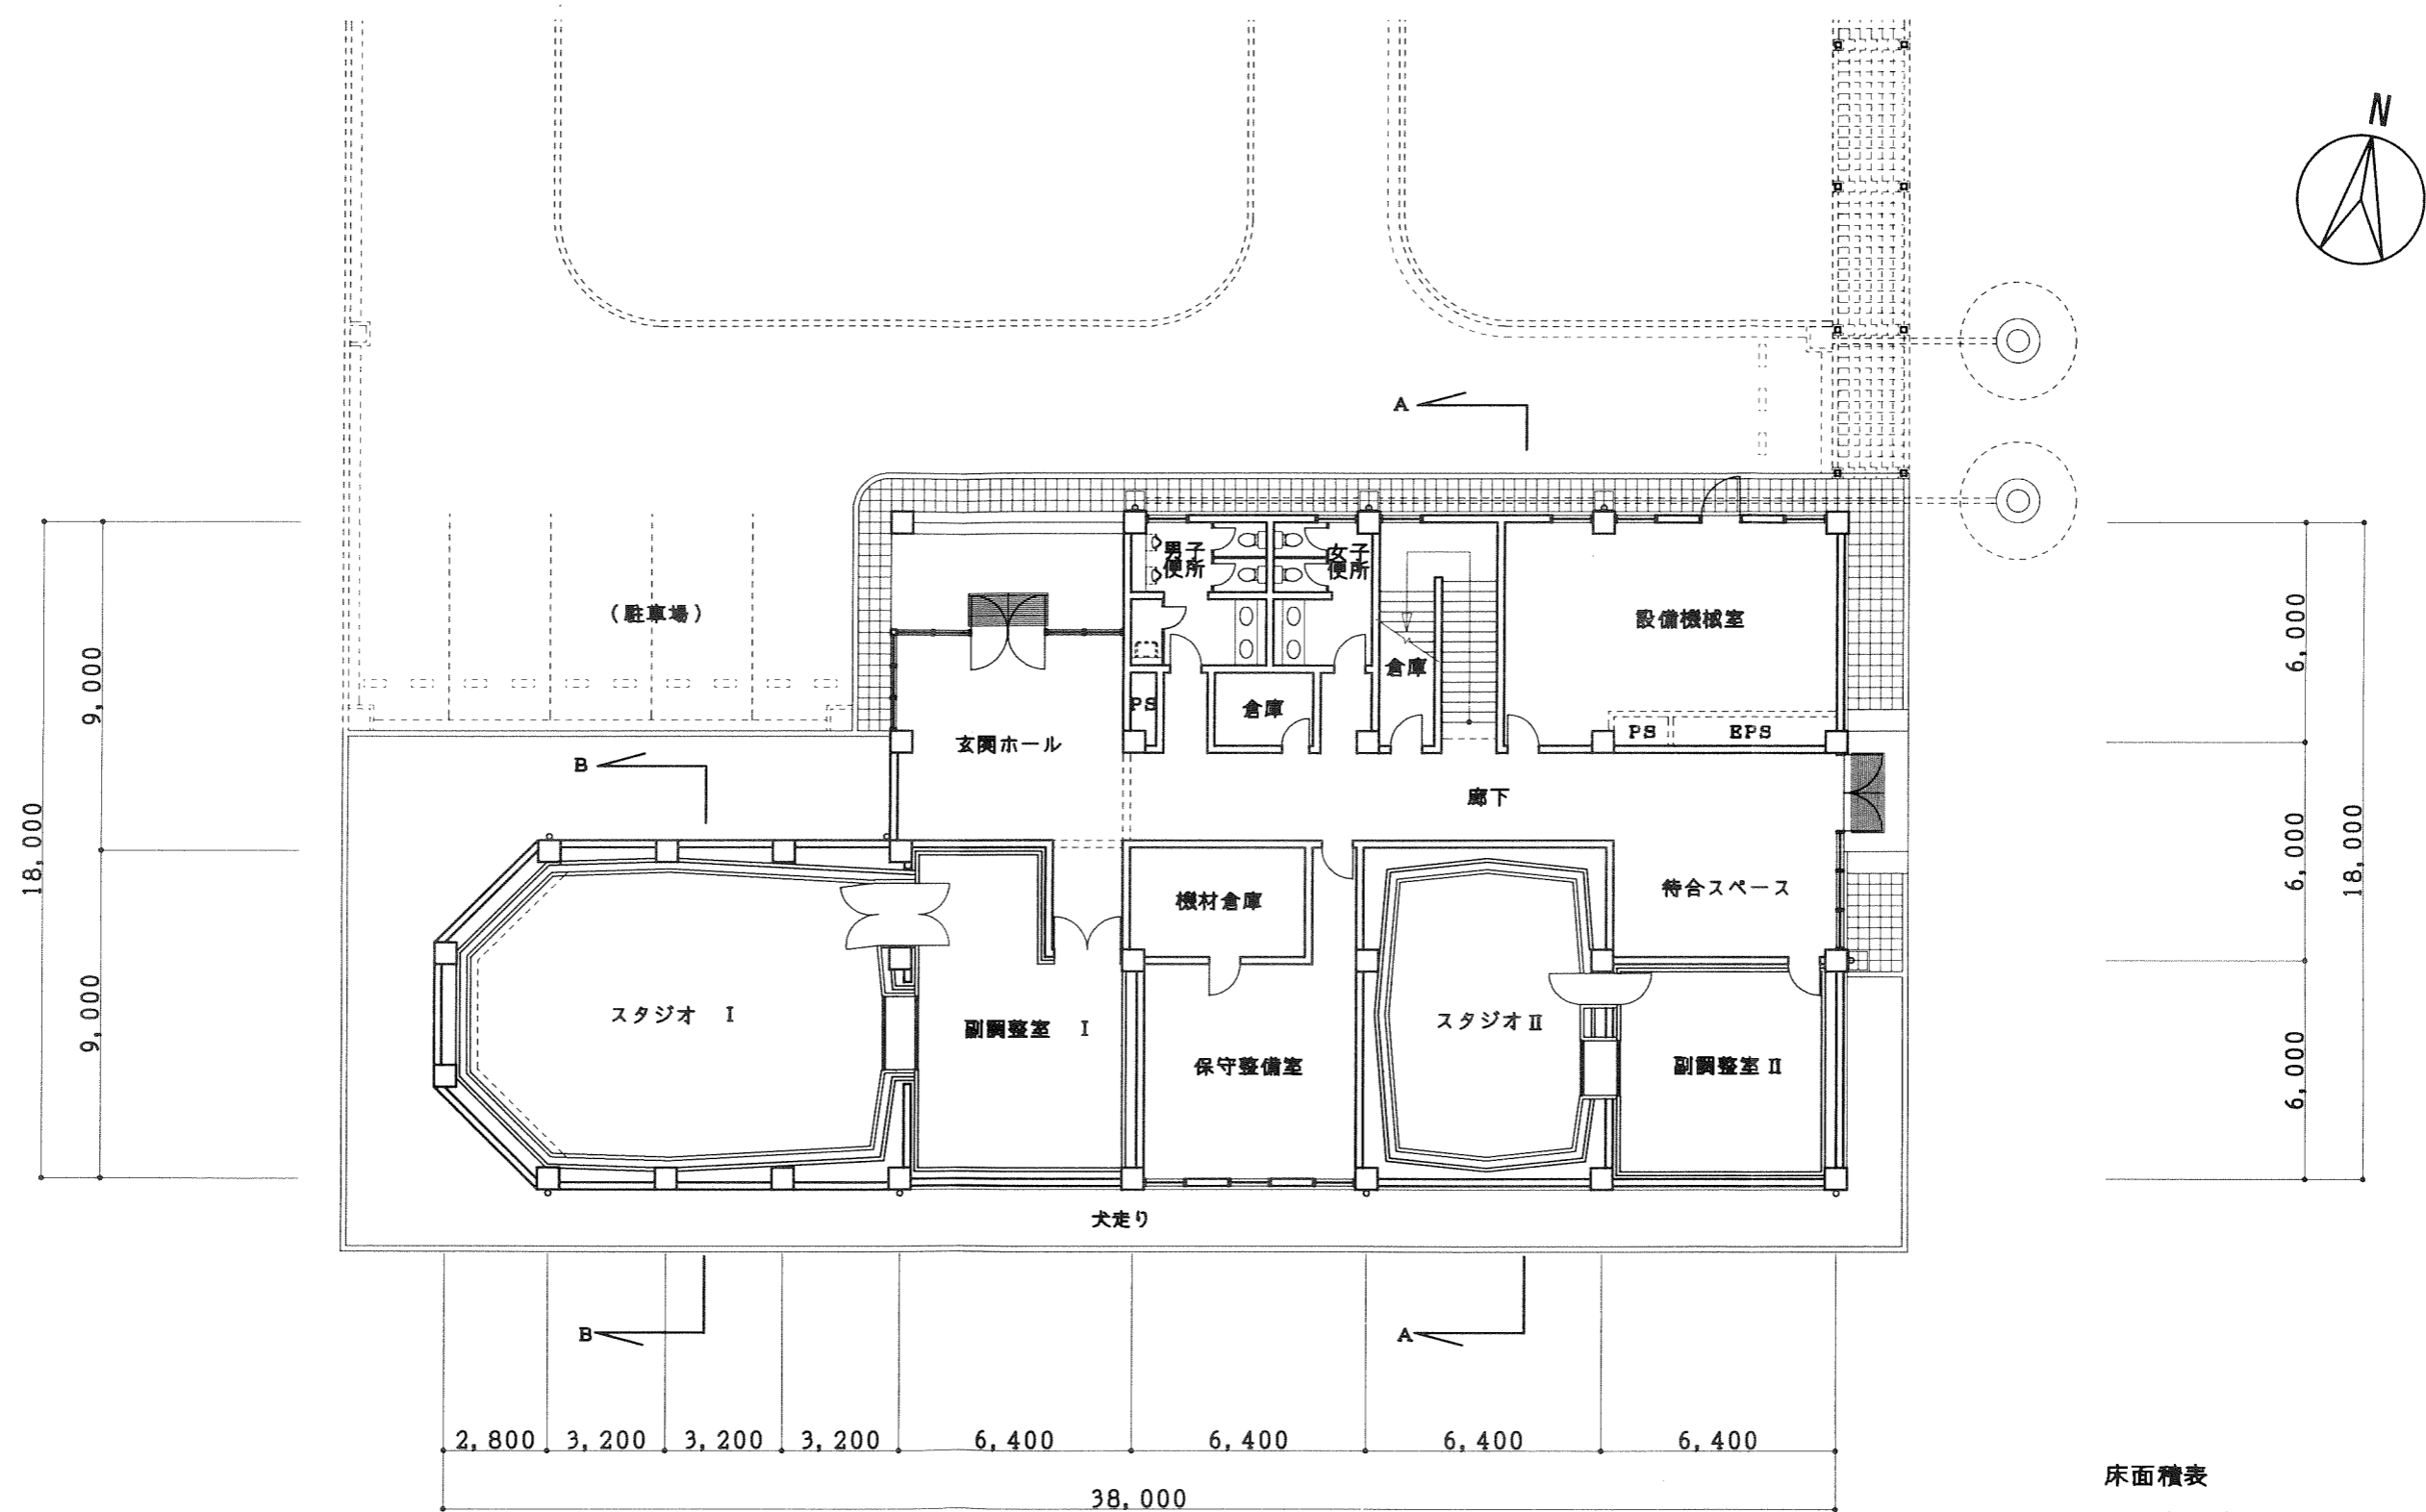 N
A
男子
便所
女子
便所
(駐車場)
設備機械室
倉庫
PS
倉庫
PS
EPS
玄関ホール
B
廊下
機材倉庫
待合スペース
スタジオ Ⅰ
副調整室 Ⅰ
保守整備室
スタジオⅡ
副調整室Ⅱ
犬走り
B
A
18,000
9,000
9,000
6,000
6,000
6,000
18,000
2,800
3,200
3,200
3,200
6,400
6,400
6,400
6,400
38,000
床面積表